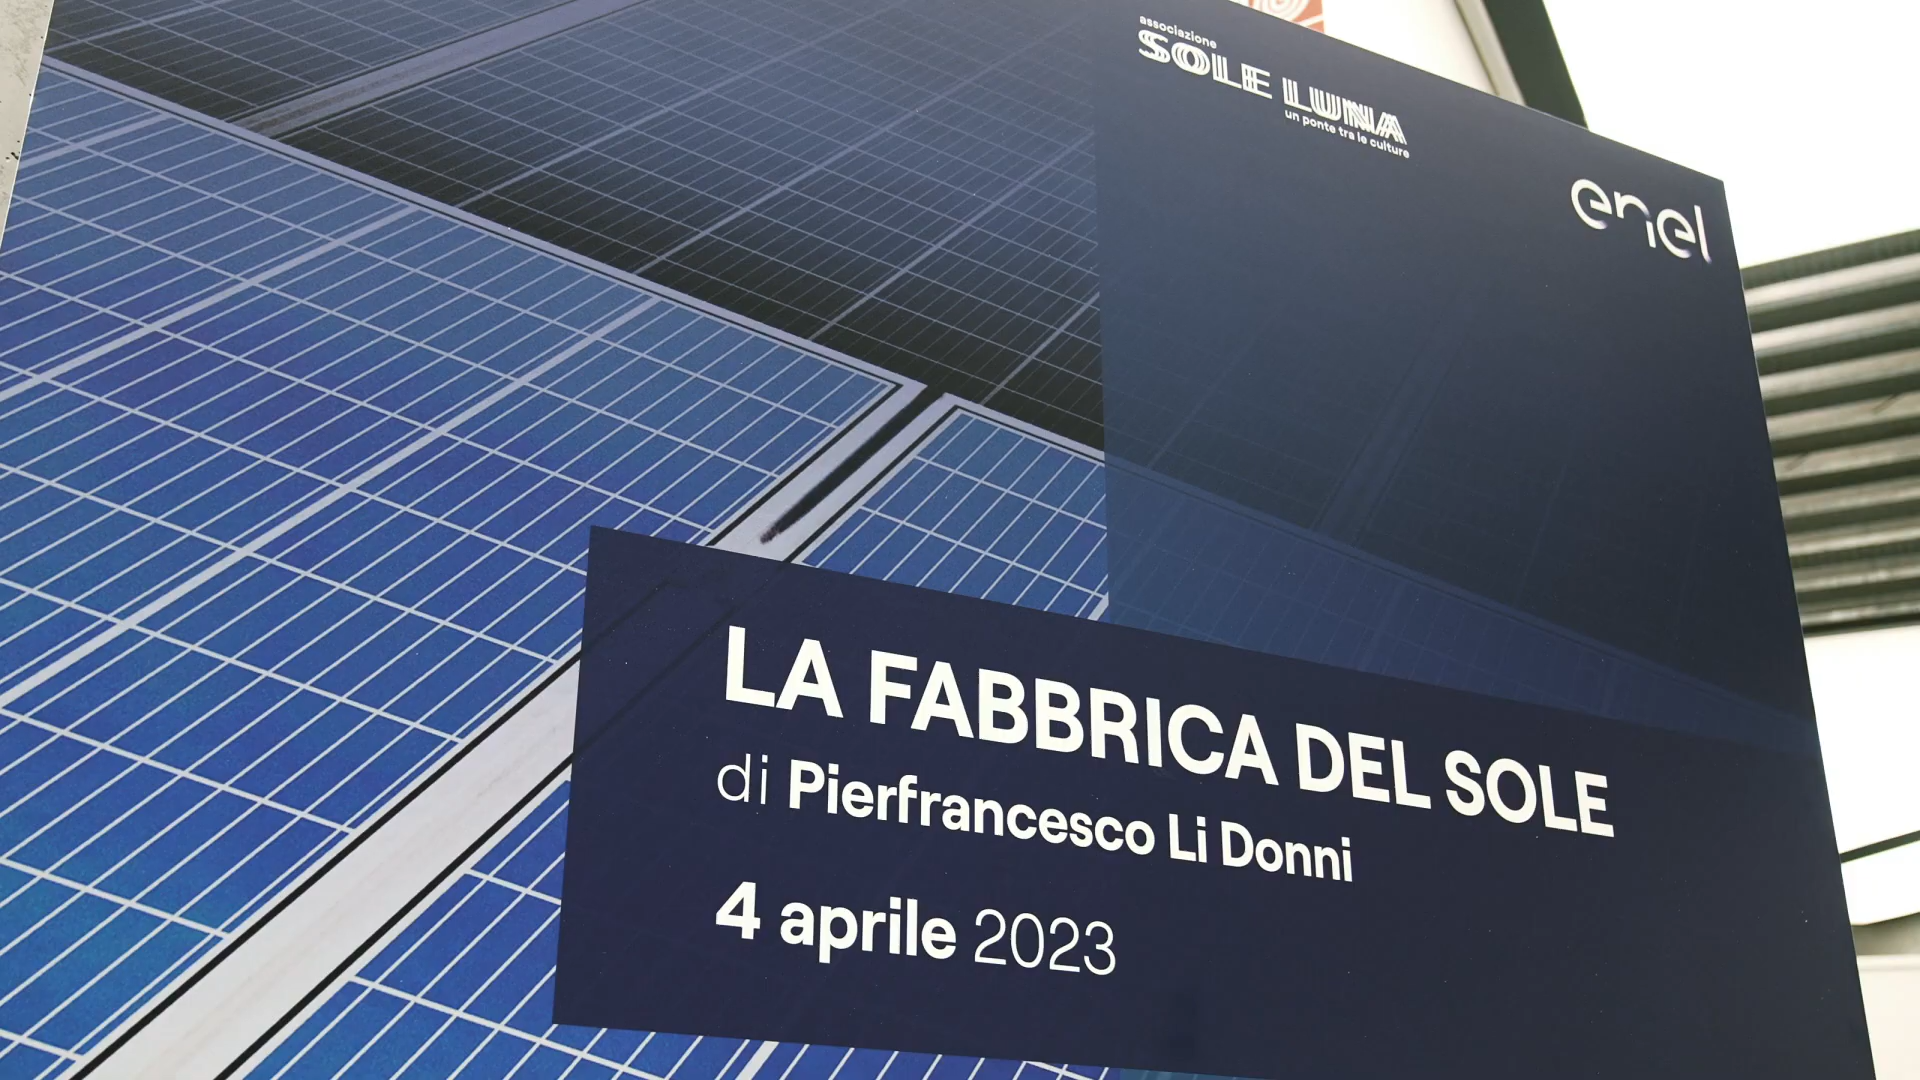 associazione
SOLE LUNA
un ponte tra le culture
enel
LA FABBRICA DEL SOLE
di Pierfrancesco Li Donni
4 aprile 2023